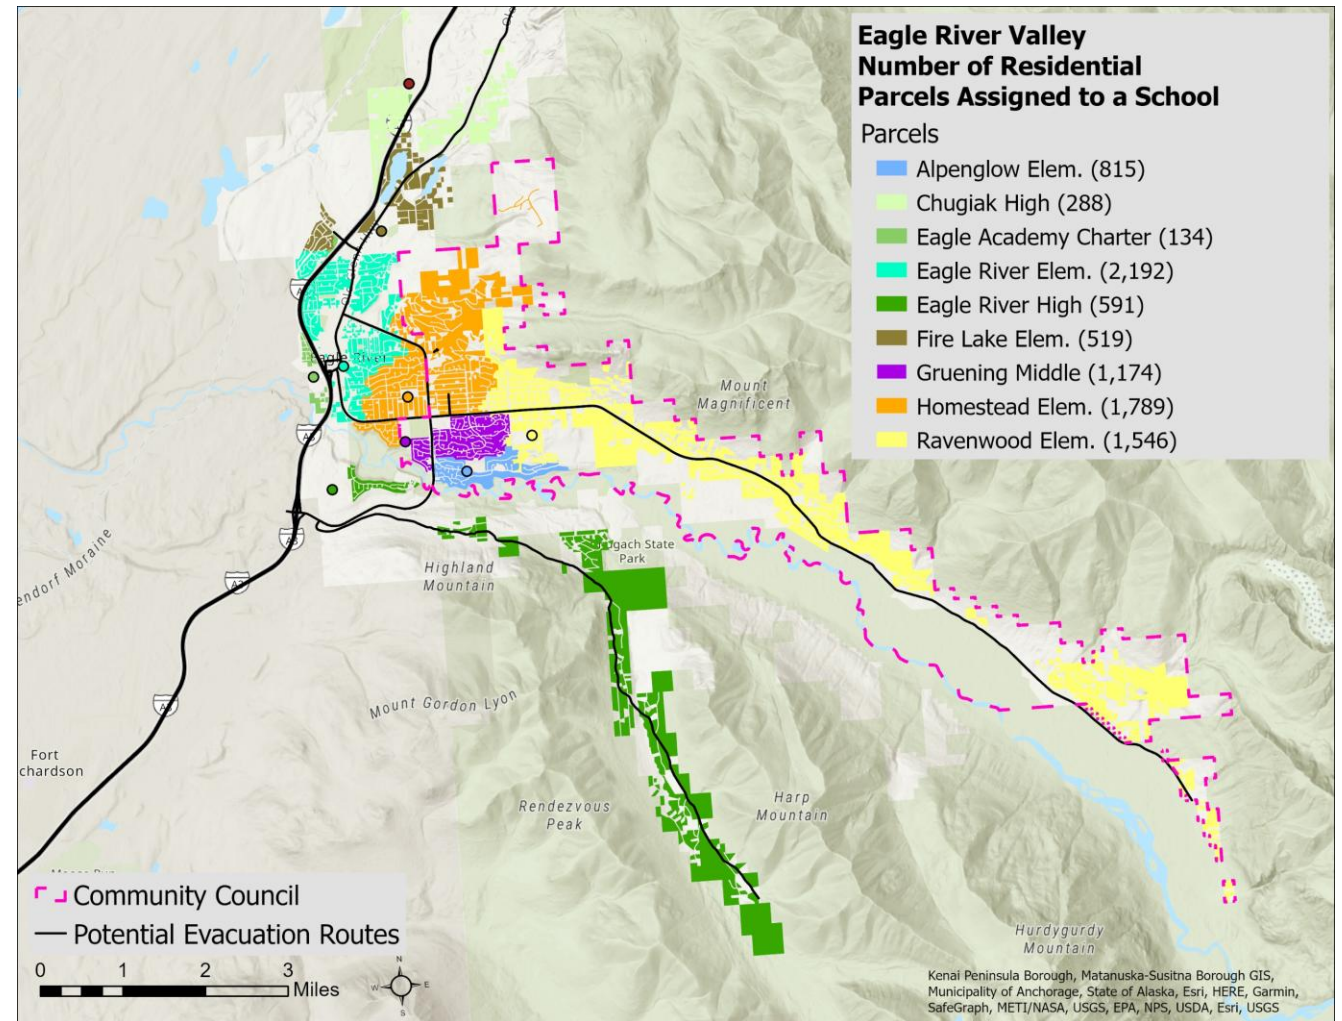 Eagle River Valley
Number of Residential
Parcels Assigned to a School
Parcels
Alpenglow Elem. (815)
Chugiak High (288)
Eagle Academy Charter (134)
Eagle River Elem. (2,192)
Eagle River High (591)
Fire Lake Elem. (519)
Gruening Middle (1,174)
Homestead Elem. (1,789)
Ravenwood Elem. (1,546)
Eagle River
Mount
Magnificent
ugach State
Park
Highland
Mountain
endorf Moraine
Mount Gordon Lyon
Fort
chardson
Rendezvous
Peak
Harp
Mountain
Hurdygurdy
Mountain
Community Council
Potential Evacuation Routes
0 1 2 3
Miles
N
W E
S
Kenai Peninsula Borough, Matanuska-Susitna Borough GIS,
Municipality of Anchorage, State of Alaska, Esri, HERE, Garmin,
SafeGraph, METI/NASA, USGS, EPA, NPS, USDA, Esri, USGS